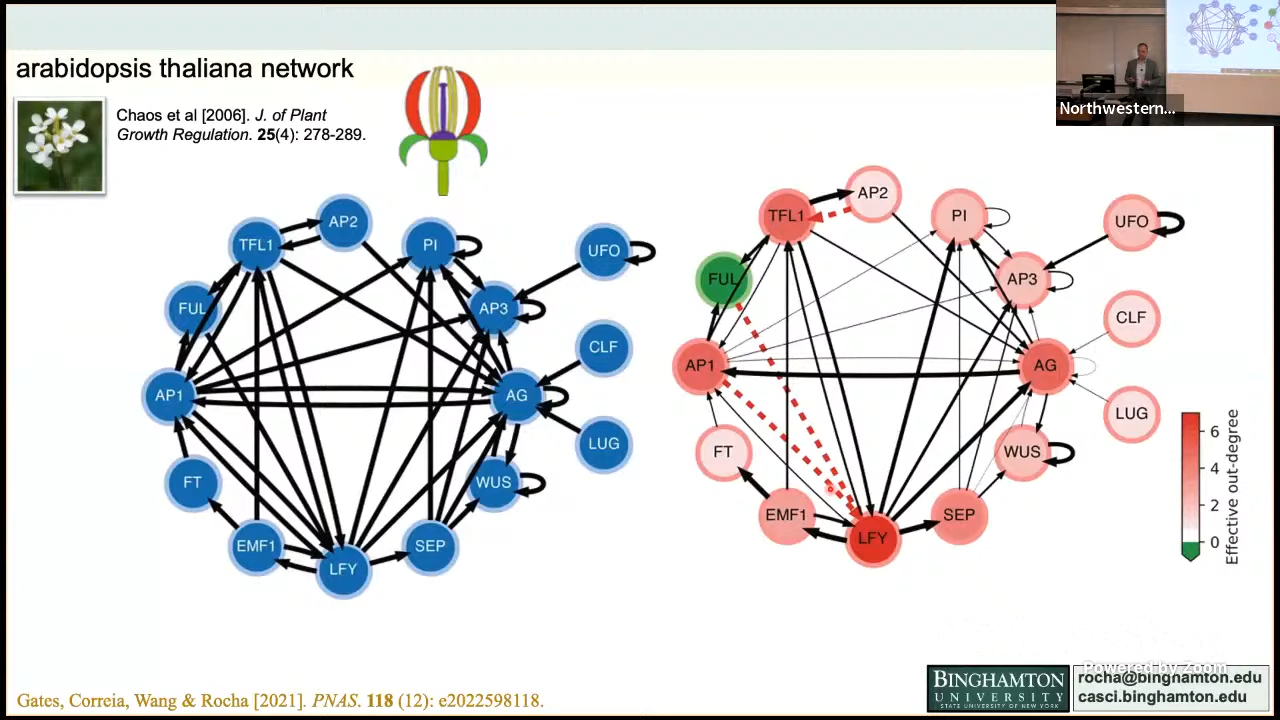 arabidopsis thaliana network
Chaos et al [2006]. J. of Plant
Growth Regulation. 25(4): 278-289.
Northwestern...
AP2
TFL1
PI
UFO
FUL
AP3
CLF
AP1
AG
LUG
FT
WUS
EMF1
SEP
LFY
AP2
TFL1
PI
UFO
FUL
AP3
CLF
AP1
AG
LUG
FT
WUS
EMF1
SEP
LFY
6
4
2
0
Effective out-degree
Powered by Zoom
BINGHAMTON
UNIVERSITY
STATE UNIVERSITY OF NEW YORK
rocha@binghamton.edu
casci.binghamton.edu
Gates, Correia, Wang & Rocha [2021]. PNAS. 118 (12): e2022598118.